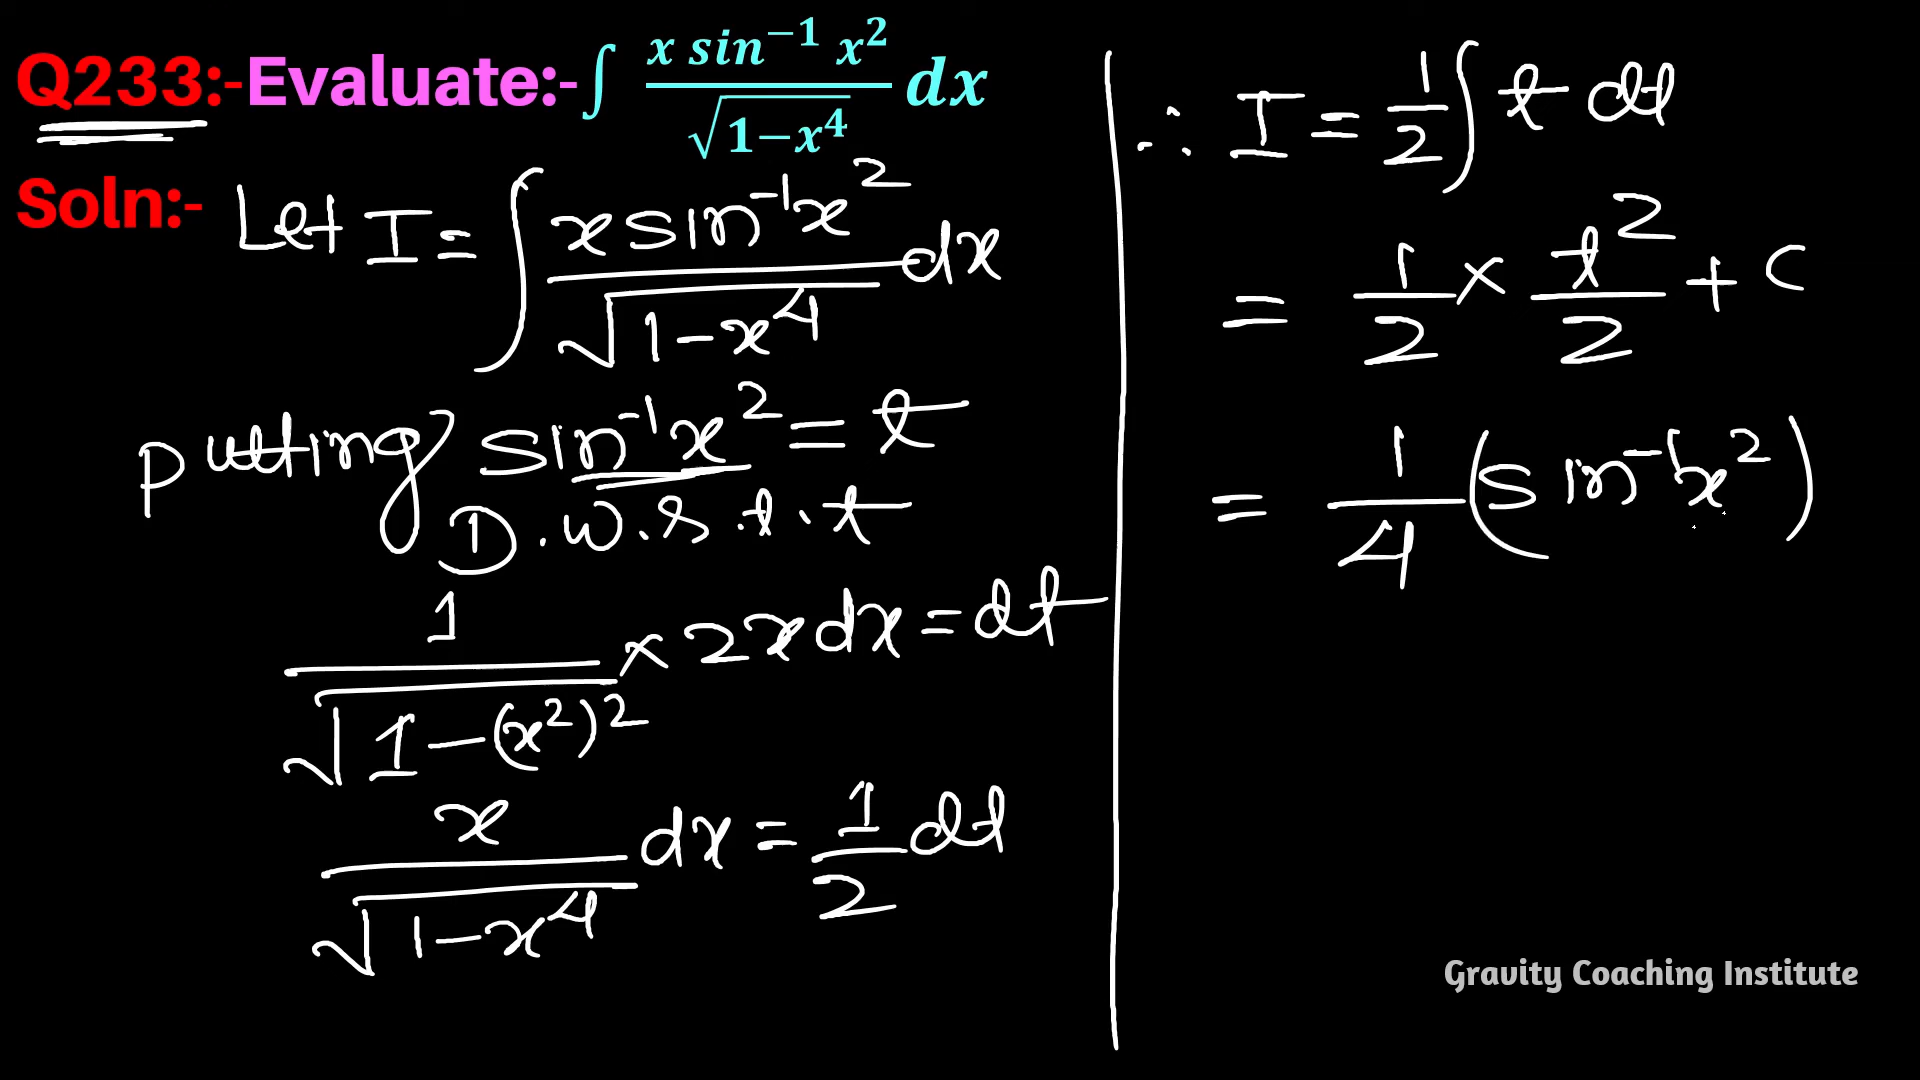 Q233:-Evaluate:-∫ x sin⁻¹ x² / √(1−x⁴) dx
Soln:- Let I = ∫ x sin⁻¹x² / √(1−x⁴) dx
putting sin⁻¹x² = t
D.w.r.t.t
1 / √(1−(x²)²) × 2x dx = dt
x / √(1−x⁴) dx = 1/2 dt
∴ I = 1/2 ∫ t dt
= 1/2 × t²/2 + c
= 1/4 (sin⁻¹x²)
Gravity Coaching Institute